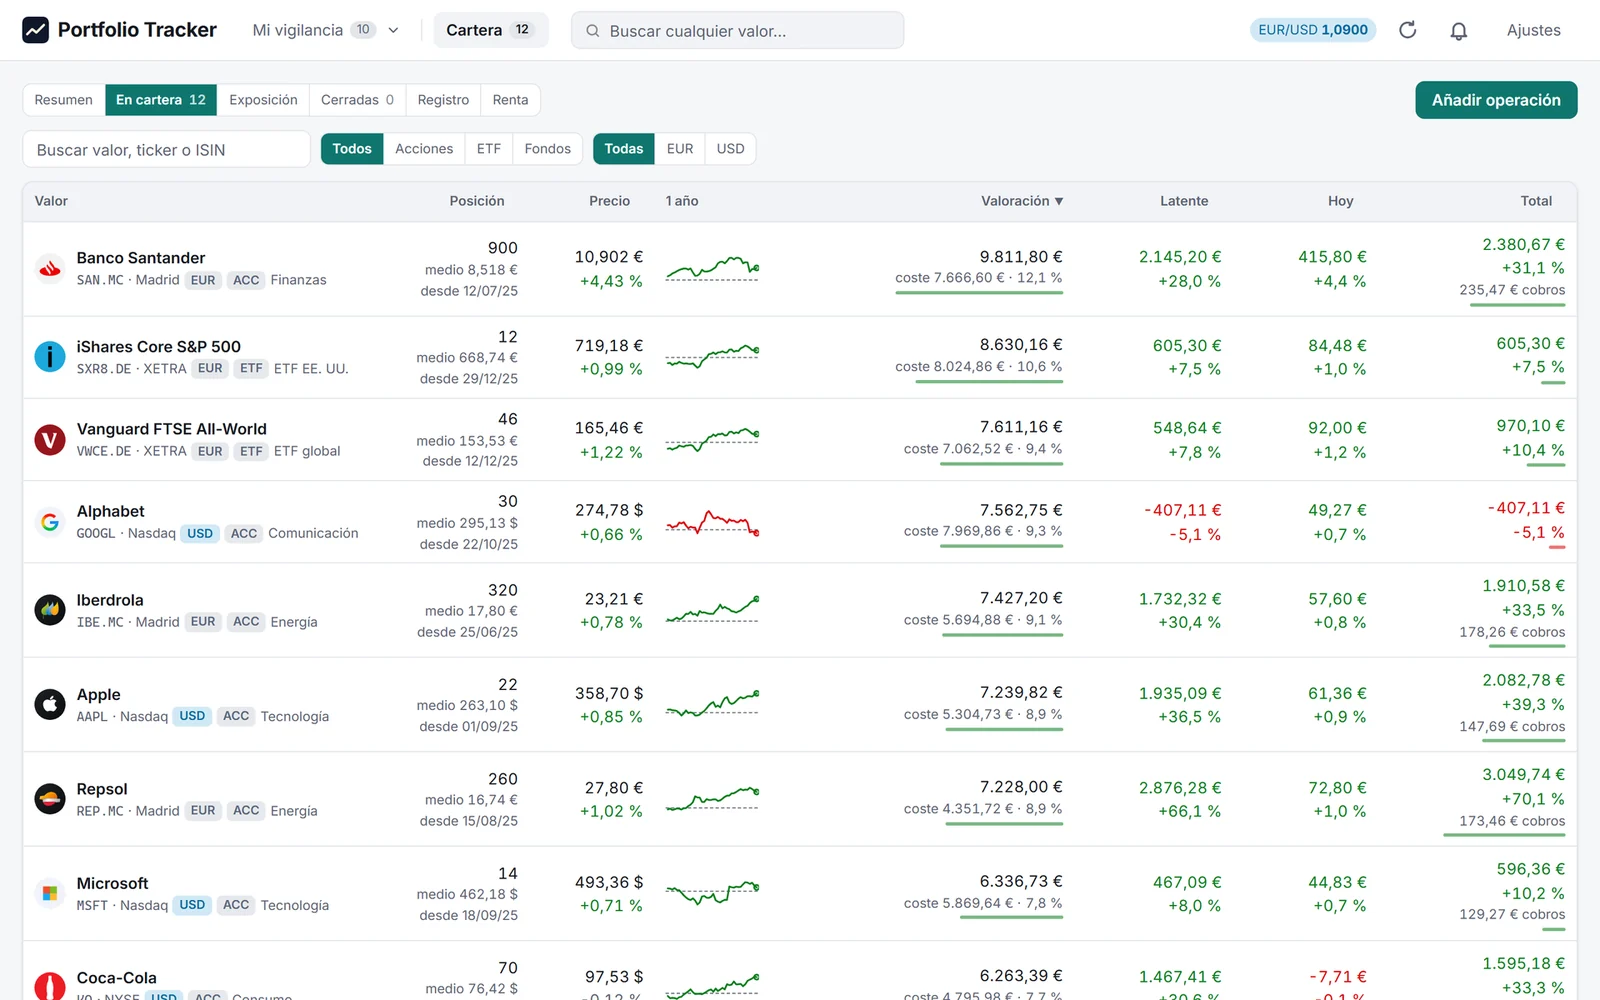 Portfolio Tracker
Mi vigilancia 10
Cartera 12
Buscar cualquier valor...
EUR/USD 1,0900
Ajustes
Resumen
En cartera 12
Exposición
Cerradas 0
Registro
Renta
Añadir operación
Buscar valor, ticker o ISIN
Todos
Acciones
ETF
Fondos
Todas
EUR
USD
Valor
Posición
Precio
1 año
Valoración ▼
Latente
Hoy
Total
Banco Santander
SAN.MC · Madrid EUR ACC Finanzas
900
medio 8,518 €
desde 12/07/25
10,902 €
+4,43 %
9.811,80 €
coste 7.666,60 € · 12,1 %
2.145,20 €
+28,0 %
415,80 €
+4,4 %
2.380,67 €
+31,1 %
235,47 € cobros
iShares Core S&P 500
SXR8.DE · XETRA EUR ETF ETF EE. UU.
12
medio 668,74 €
desde 29/12/25
719,18 €
+0,99 %
8.630,16 €
coste 8.024,86 € · 10,6 %
605,30 €
+7,5 %
84,48 €
+1,0 %
605,30 €
+7,5 %
Vanguard FTSE All-World
VWCE.DE · XETRA EUR ETF ETF global
46
medio 153,53 €
desde 12/12/25
165,46 €
+1,22 %
7.611,16 €
coste 7.062,52 € · 9,4 %
548,64 €
+7,8 %
92,00 €
+1,2 %
970,10 €
+10,4 %
Alphabet
GOOGL · Nasdaq USD ACC Comunicación
30
medio 295,13 $
desde 22/10/25
274,78 $
+0,66 %
7.562,75 €
coste 7.969,86 € · 9,3 %
-407,11 €
-5,1 %
49,27 €
+0,7 %
-407,11 €
-5,1 %
Iberdrola
IBE.MC · Madrid EUR ACC Energía
320
medio 17,80 €
desde 25/06/25
23,21 €
+0,78 %
7.427,20 €
coste 5.694,88 € · 9,1 %
1.732,32 €
+30,4 %
57,60 €
+0,8 %
1.910,58 €
+33,5 %
178,26 € cobros
Apple
AAPL · Nasdaq USD ACC Tecnología
22
medio 263,10 $
desde 01/09/25
358,70 $
+0,85 %
7.239,82 €
coste 5.304,73 € · 8,9 %
1.935,09 €
+36,5 %
61,36 €
+0,9 %
2.082,78 €
+39,3 %
147,69 € cobros
Repsol
REP.MC · Madrid EUR ACC Energía
260
medio 16,74 €
desde 15/08/25
27,80 €
+1,02 %
7.228,00 €
coste 4.351,72 € · 8,9 %
2.876,28 €
+66,1 %
72,80 €
+1,0 %
3.049,74 €
+70,1 %
173,46 € cobros
Microsoft
MSFT · Nasdaq USD ACC Tecnología
14
medio 462,18 $
desde 18/09/25
493,36 $
+0,71 %
6.336,73 €
coste 5.869,64 € · 7,8 %
467,09 €
+8,0 %
44,83 €
+0,7 %
596,36 €
+10,2 %
129,27 € cobros
Coca-Cola
KO · NYSE USD ACC Consumo
70
medio 76,42 $
97,53 $
-0,12 %
6.263,39 €
coste 4.795,98 € · 7,7 %
1.467,41 €
+30,6 %
-7,71 €
-0,1 %
1.595,18 €
+33,3 %